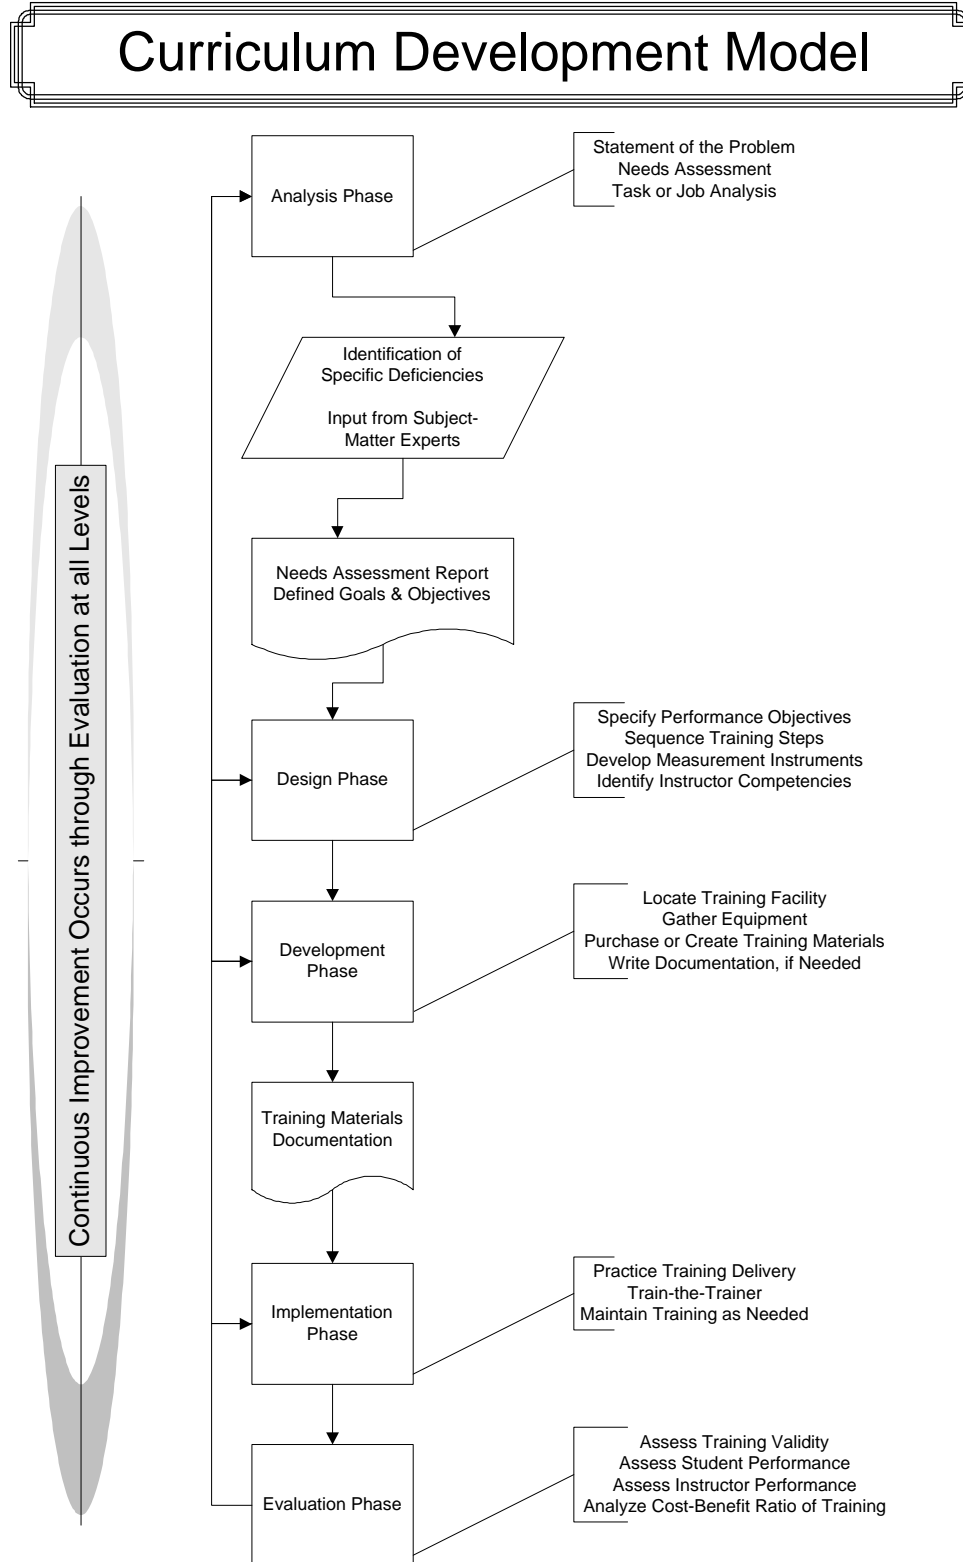 Curriculum Development Model
Analysis Phase
Statement of the Problem
Needs Assessment
Task or Job Analysis
Identification of
Specific Deficiencies
Input from Subject-
Matter Experts
Needs Assessment Report
Defined Goals & Objectives
Continuous Improvement Occurs through Evaluation at all Levels
Design Phase
Specify Performance Objectives
Sequence Training Steps
Develop Measurement Instruments
Identify Instructor Competencies
Development
Phase
Locate Training Facility
Gather Equipment
Purchase or Create Training Materials
Write Documentation, if Needed
Training Materials
Documentation
Implementation
Phase
Practice Training Delivery
Train-the-Trainer
Maintain Training as Needed
Evaluation Phase
Assess Training Validity
Assess Student Performance
Assess Instructor Performance
Analyze Cost-Benefit Ratio of Training